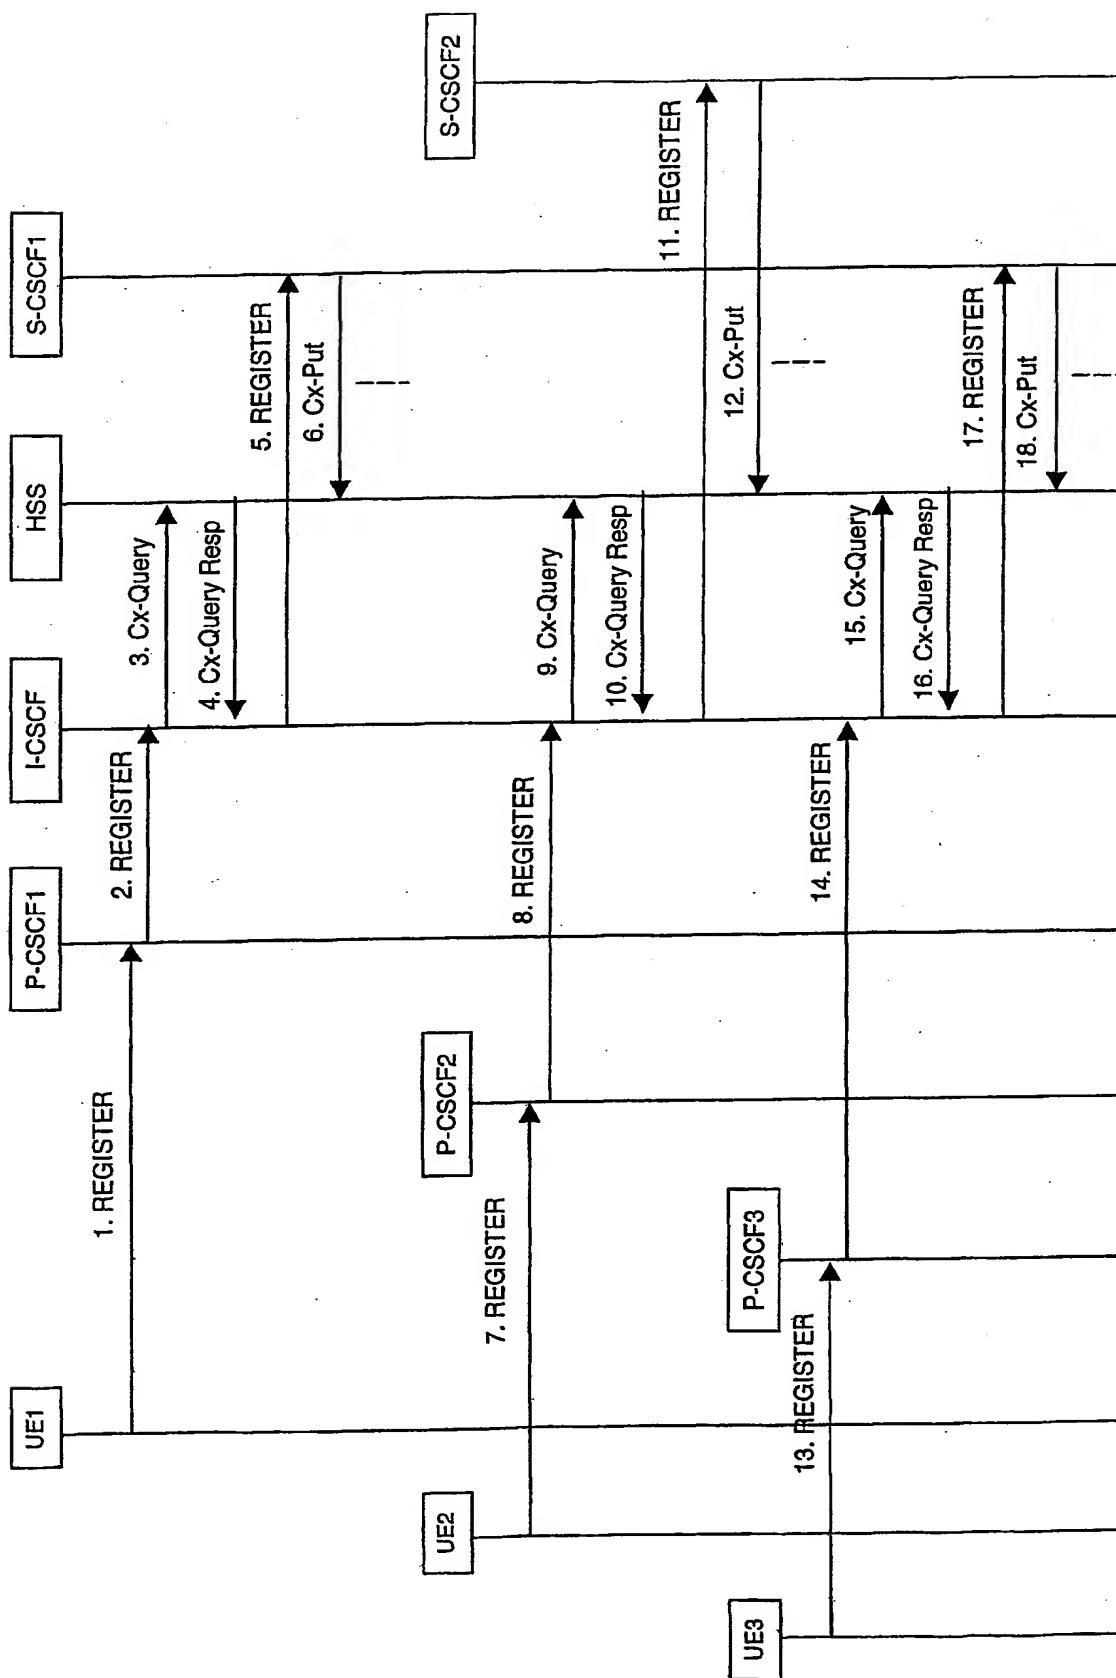 UE1
P-CSCF1
I-CSCF
HSS
S-CSCF1
1. REGISTER
2. REGISTER
3. Cx-Query
4. Cx-Query Resp
5. REGISTER
6. Cx-Put
UE2
P-CSCF2
S-CSCF2
7. REGISTER
8. REGISTER
9. Cx-Query
10. Cx-Query Resp
11. REGISTER
12. Cx-Put
UE3
P-CSCF3
13. REGISTER
14. REGISTER
15. Cx-Query
16. Cx-Query Resp
17. REGISTER
18. Cx-Put